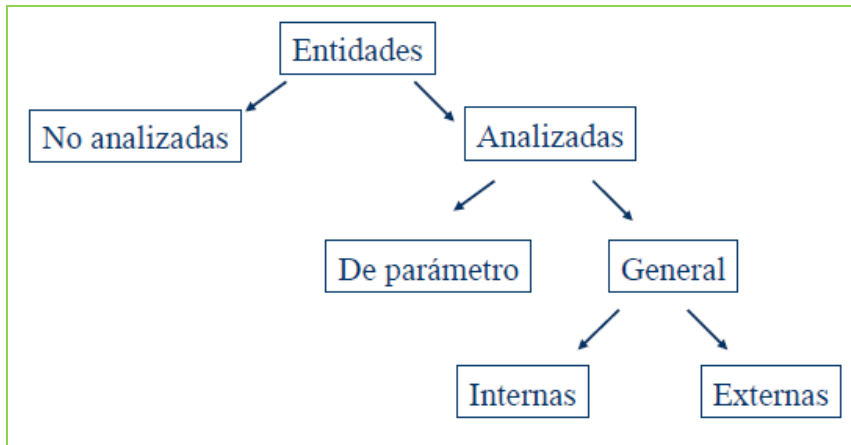 Entidades
No analizadas
Analizadas
De parámetro
General
Internas
Externas